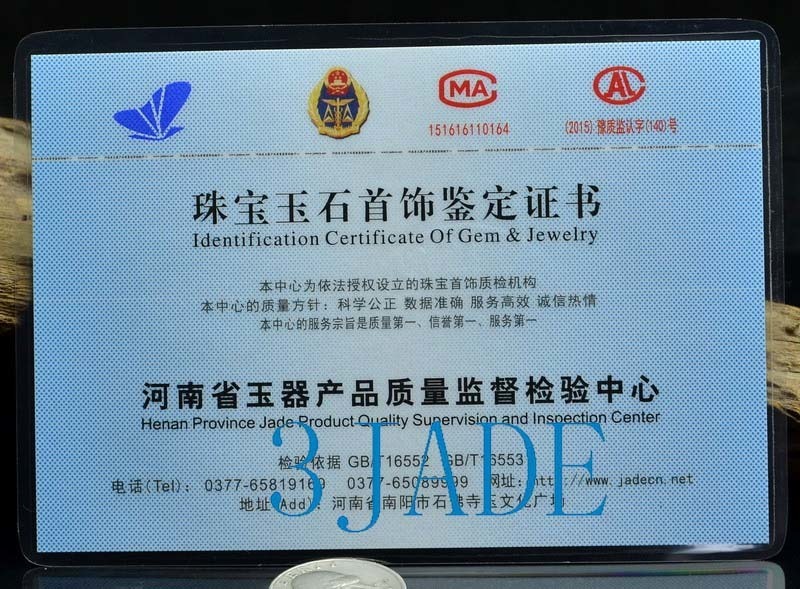 MA
AL
151616110164
(2015)豫质监认字(140)号
珠宝玉石首饰鉴定证书
Identification Certificate Of Gem & Jewelry
本中心为依法授权设立的珠宝首饰质检机构
本中心的质量方针：科学公正 数据准确 服务高效 诚信热情
本中心的服务宗旨是质量第一、信誉第一、服务第一
河南省玉器产品质量监督检验中心
Henan Province Jade Product Quality Supervision and Inspection Center
3JADE
检验依据 GB/T16552 GB/T16553
电话(Tel)：0377-65819169 0377-65089999 网址：http://www.jadecn.net
地址(Add)：河南省南阳市石佛寺玉文化广场